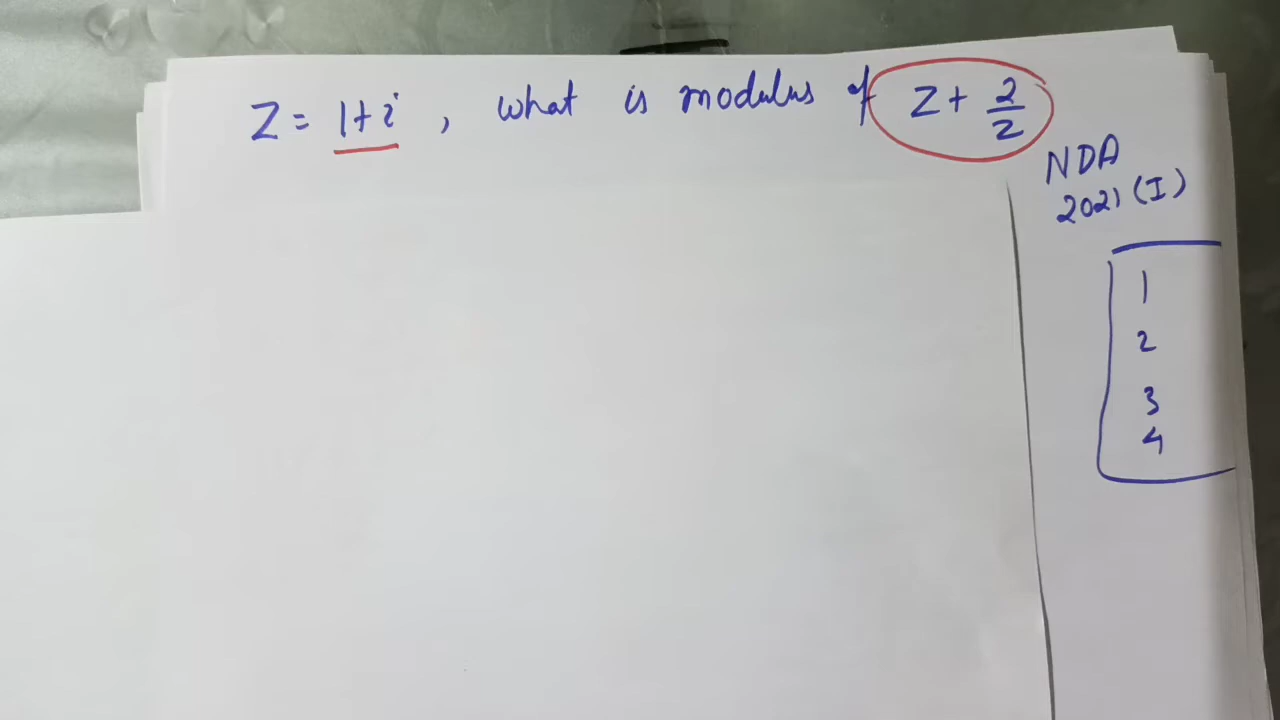 Z = 1+i , what is modulus of Z + 2/Z
NDA
2021 (I)
1
2
3
4